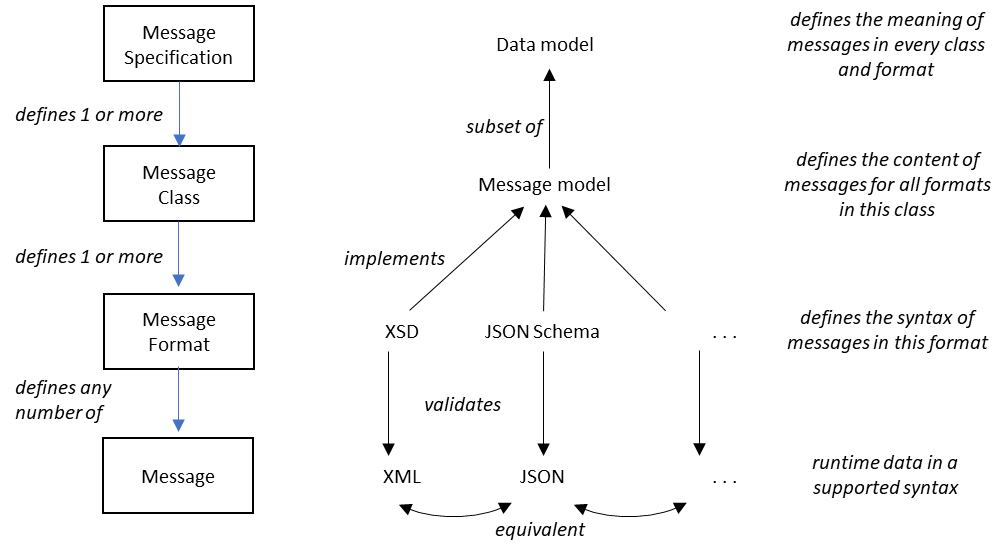 Message
Specification
Data model
defines the meaning of
messages in every class
and format
defines 1 or more
subset of
Message
Class
Message model
defines the content of
messages for all formats
in this class
defines 1 or more
implements
Message
Format
XSD
JSON Schema
. . .
defines the syntax of
messages in this format
defines any
number of
validates
Message
XML
JSON
. . .
runtime data in a
supported syntax
equivalent